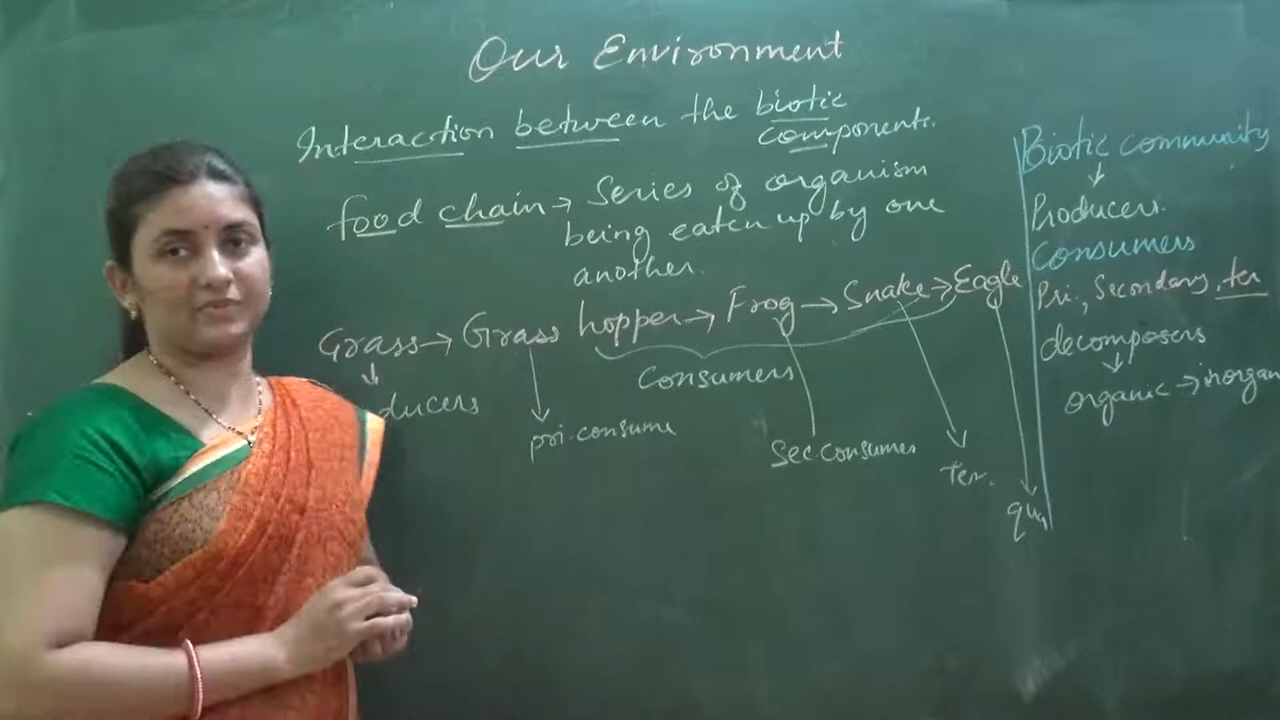 Our Environment
Interaction between the biotic
components.
food chain → Series of organism
being eaten up by one
another.
Grass → Grass hopper → Frog → Snake → Eagle
Consumers
ducers
pri. consume
Sec. consumer
Ter.
qua
Biotic community
Producers.
Consumers
Pri., Secondary, ter
decomposers
organic → inorgan